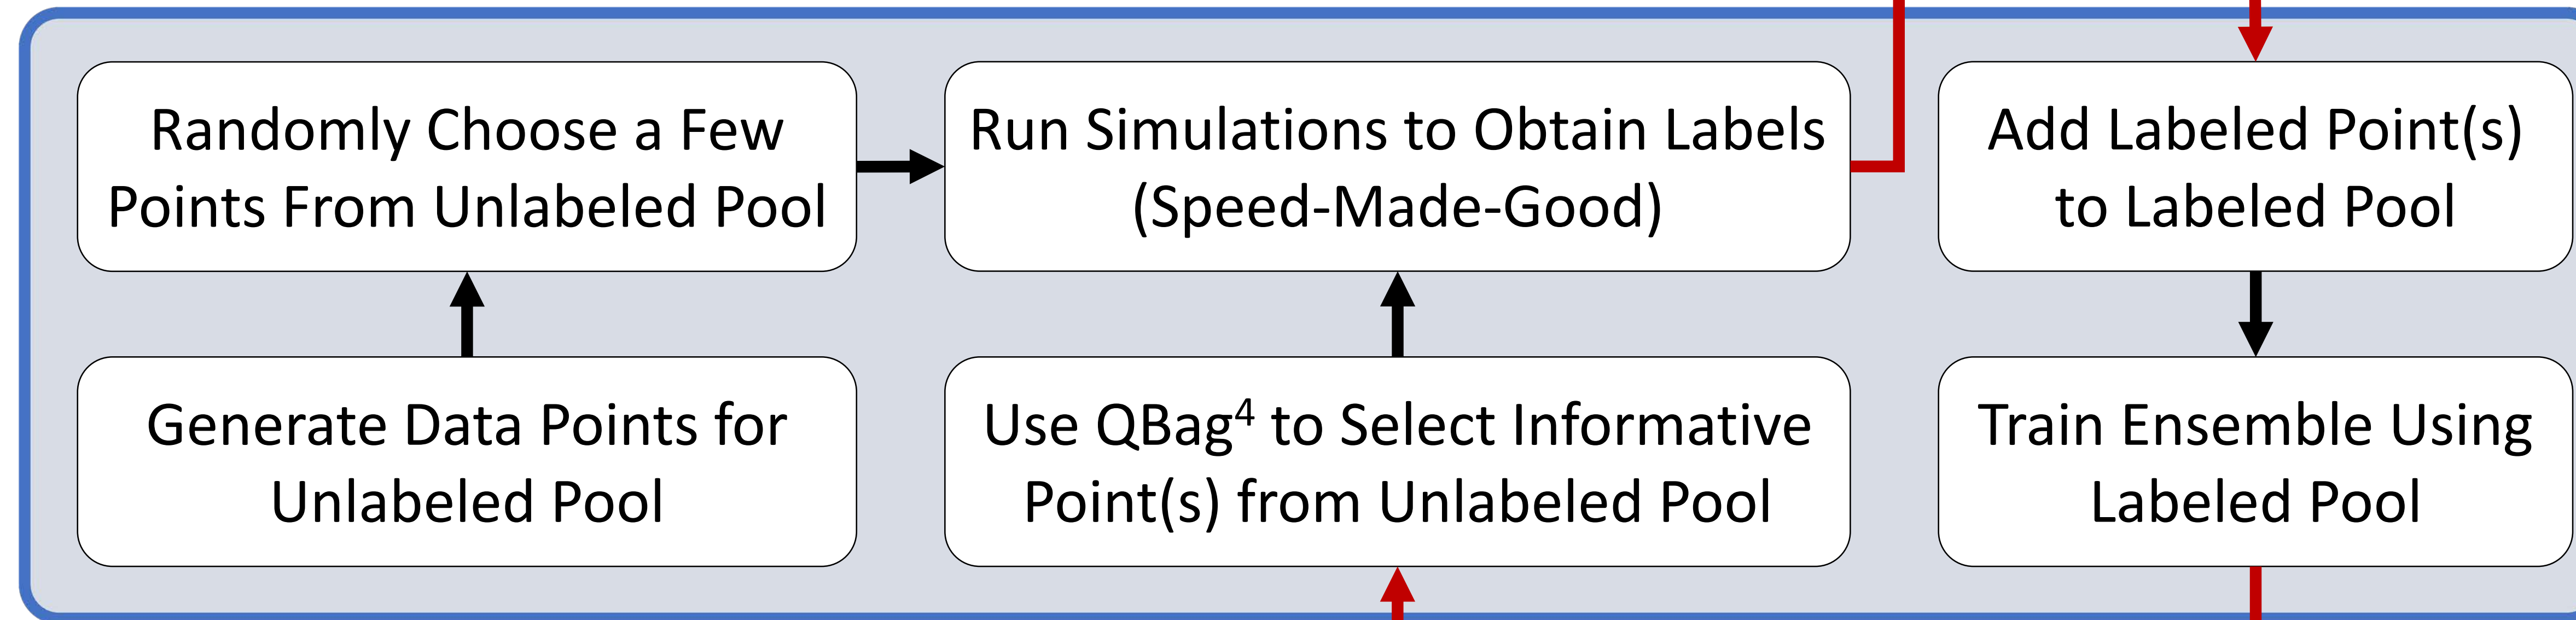 Randomly Choose a Few
Points From Unlabeled Pool
Run Simulations to Obtain Labels
(Speed-Made-Good)
Add Labeled Point(s)
to Labeled Pool
Generate Data Points for
Unlabeled Pool
Use QBag⁴ to Select Informative
Point(s) from Unlabeled Pool
Train Ensemble Using
Labeled Pool